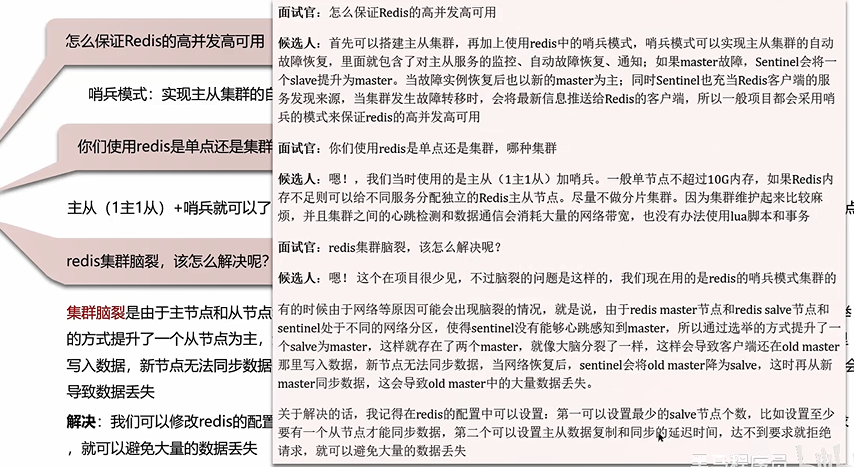 怎么保证Redis的高并发高可用
哨兵模式：实现主从集群的自
你们使用redis是单点还是集群
主从（1主1从）+哨兵就可以了
redis集群脑裂，该怎么解决呢?
集群脑裂是由于主节点和从节点
的方式提升了一个从节点为主，
写入数据，新节点无法同步数据
导致数据丢失
解决：我们可以修改redis的配置
，就可以避免大量的数据丢失
面试官：怎么保证Redis的高并发高可用
候选人：首先可以搭建主从集群，再加上使用redis中的哨兵模式，哨兵模式可以实现主从集群的自动
故障恢复，里面就包含了对主从服务的监控、自动故障恢复、通知；如果master故障，Sentinel会将一
个slave提升为master。当故障实例恢复后也以新的master为主；同时Sentinel也充当Redis客户端的服
务发现来源，当集群发生故障转移时，会将最新信息推送给Redis的客户端，所以一般项目都会采用哨
兵的模式来保证redis的高并发高可用
面试官：你们使用redis是单点还是集群，哪种集群
候选人：嗯！，我们当时使用的是主从（1主1从）加哨兵。一般单节点不超过10G内存，如果Redis内
存不足则可以给不同服务分配独立的Redis主从节点。尽量不做分片集群。因为集群维护起来比较麻
烦，并且集群之间的心跳检测和数据通信会消耗大量的网络带宽，也没有办法使用lua脚本和事务
面试官：redis集群脑裂，该怎么解决呢？
候选人：嗯！ 这个在项目很少见，不过脑裂的问题是这样的，我们现在用的是redis的哨兵模式集群的
有的时候由于网络等原因可能会出现脑裂的情况，就是说，由于redis master节点和redis salve节点和
sentinel处于不同的网络分区，使得sentinel没有能够心跳感知到master，所以通过选举的方式提升了一
个salve为master，这样就存在了两个master，就像大脑分裂了一样，这样会导致客户端还在old master
那里写入数据，新节点无法同步数据，当网络恢复后，sentinel会将old master降为salve，这时再从新
master同步数据，这会导致old master中的大量数据丢失。
关于解决的话，我记得在redis的配置中可以设置：第一可以设置最少的salve节点个数，比如设置至少
要有一个从节点才能同步数据，第二个可以设置主从数据复制和同步的延迟时间，达不到要求就拒绝
请求，就可以避免大量的数据丢失